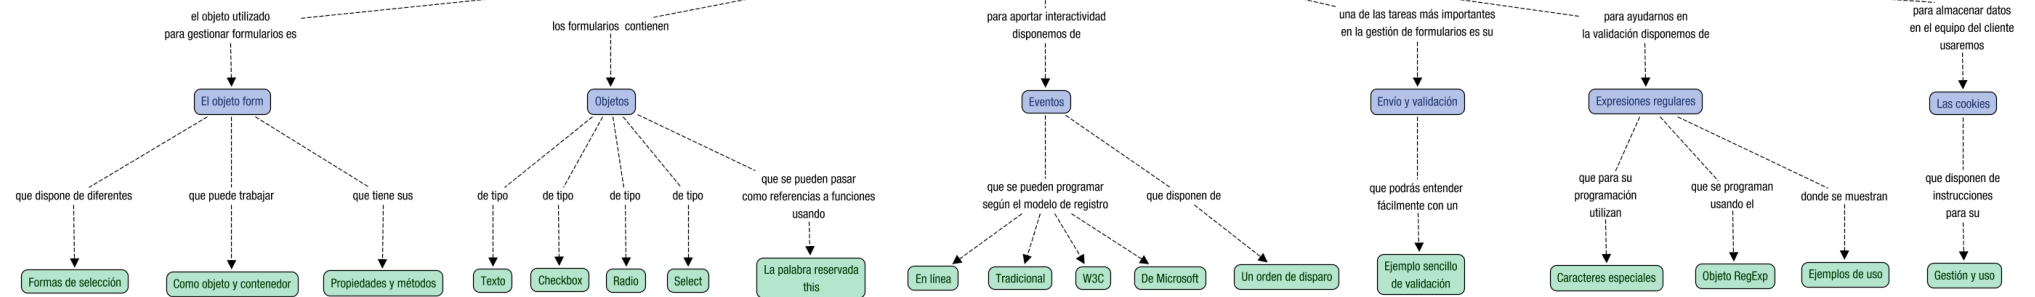 el objeto utilizado
para gestionar formularios es
los formularios contienen
para aportar interactividad
disponemos de
una de las tareas más importantes
en la gestión de formularios es su
para ayudarnos en
la validación disponemos de
para almacenar datos
en el equipo del cliente
usaremos
El objeto form
Objetos
Eventos
Envío y validación
Expresiones regulares
Las cookies
que dispone de diferentes
que puede trabajar
que tiene sus
de tipo
de tipo
de tipo
de tipo
que se pueden pasar
como referencias a funciones
usando
que se pueden programar
según el modelo de registro
que disponen de
que podrás entender
fácilmente con un
que para su
programación
utilizan
que se programan
usando el
donde se muestran
que disponen de
instrucciones
para su
Formas de selección
Como objeto y contenedor
Propiedades y métodos
Texto
Checkbox
Radio
Select
La palabra reservada
this
En línea
Tradicional
W3C
De Microsoft
Un orden de disparo
Ejemplo sencillo
de validación
Caracteres especiales
Objeto RegExp
Ejemplos de uso
Gestión y uso